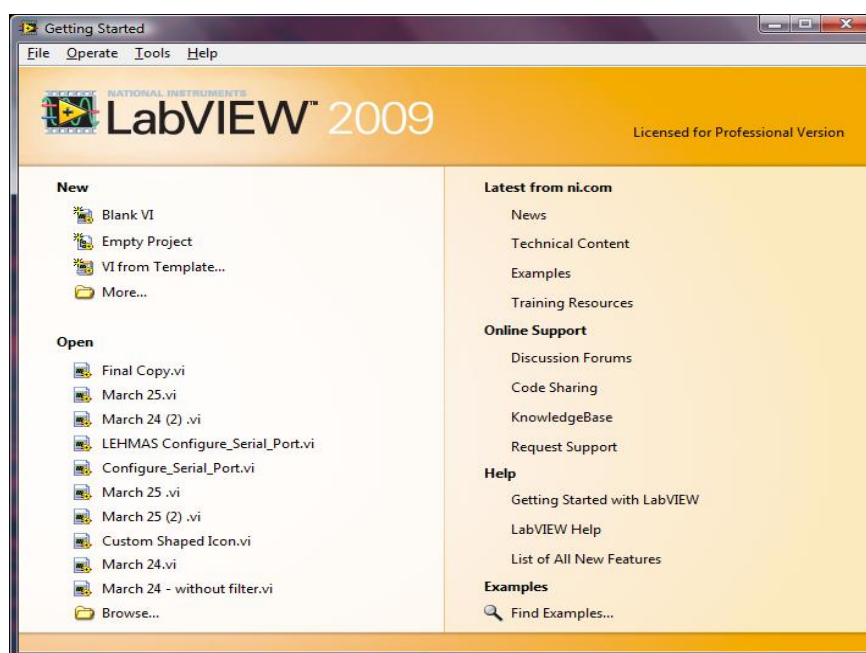 Getting Started
File Operate Tools Help
NATIONAL INSTRUMENTS
LabVIEW™ 2009
Licensed for Professional Version
New
Blank VI
Empty Project
VI from Template...
More...
Open
Final Copy.vi
March 25.vi
March 24 (2) .vi
LEHMAS Configure_Serial_Port.vi
Configure_Serial_Port.vi
March 25 .vi
March 25 (2) .vi
Custom Shaped Icon.vi
March 24.vi
March 24 - without filter.vi
Browse...
Latest from ni.com
News
Technical Content
Examples
Training Resources
Online Support
Discussion Forums
Code Sharing
KnowledgeBase
Request Support
Help
Getting Started with LabVIEW
LabVIEW Help
List of All New Features
Examples
Find Examples...